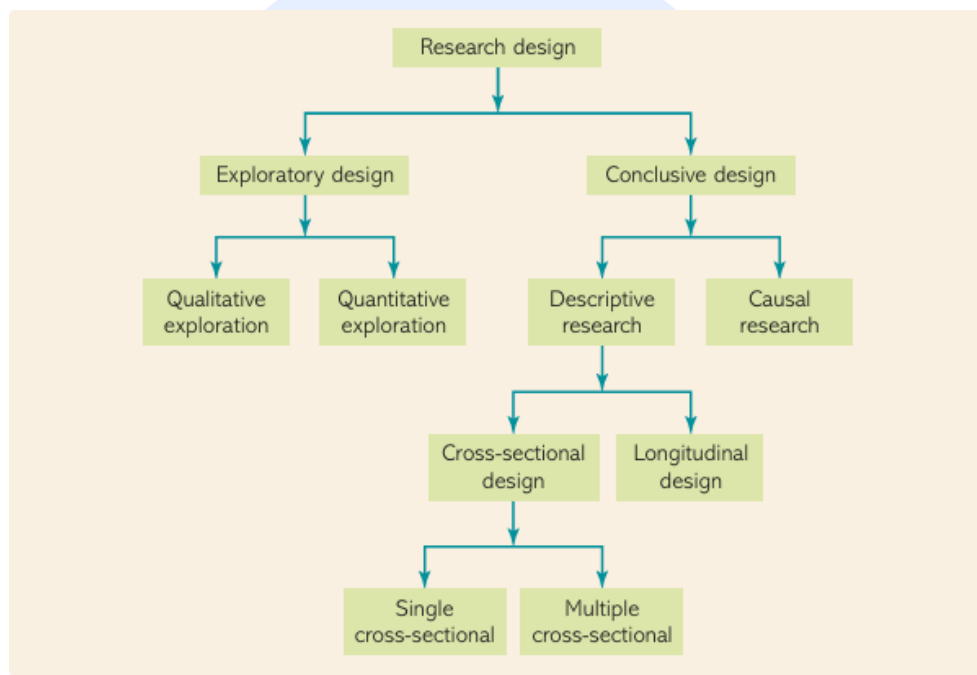 Research design
Exploratory design
Conclusive design
Qualitative
exploration
Quantitative
exploration
Descriptive
research
Causal
research
Cross-sectional
design
Longitudinal
design
Single
cross-sectional
Multiple
cross-sectional